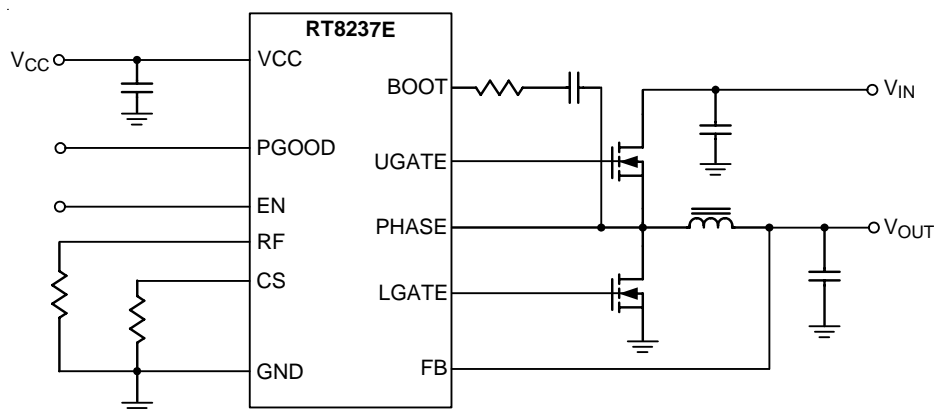 RT8237E
VCC
VCC
BOOT
VIN
PGOOD
UGATE
EN
PHASE
VOUT
RF
CS
LGATE
GND
FB